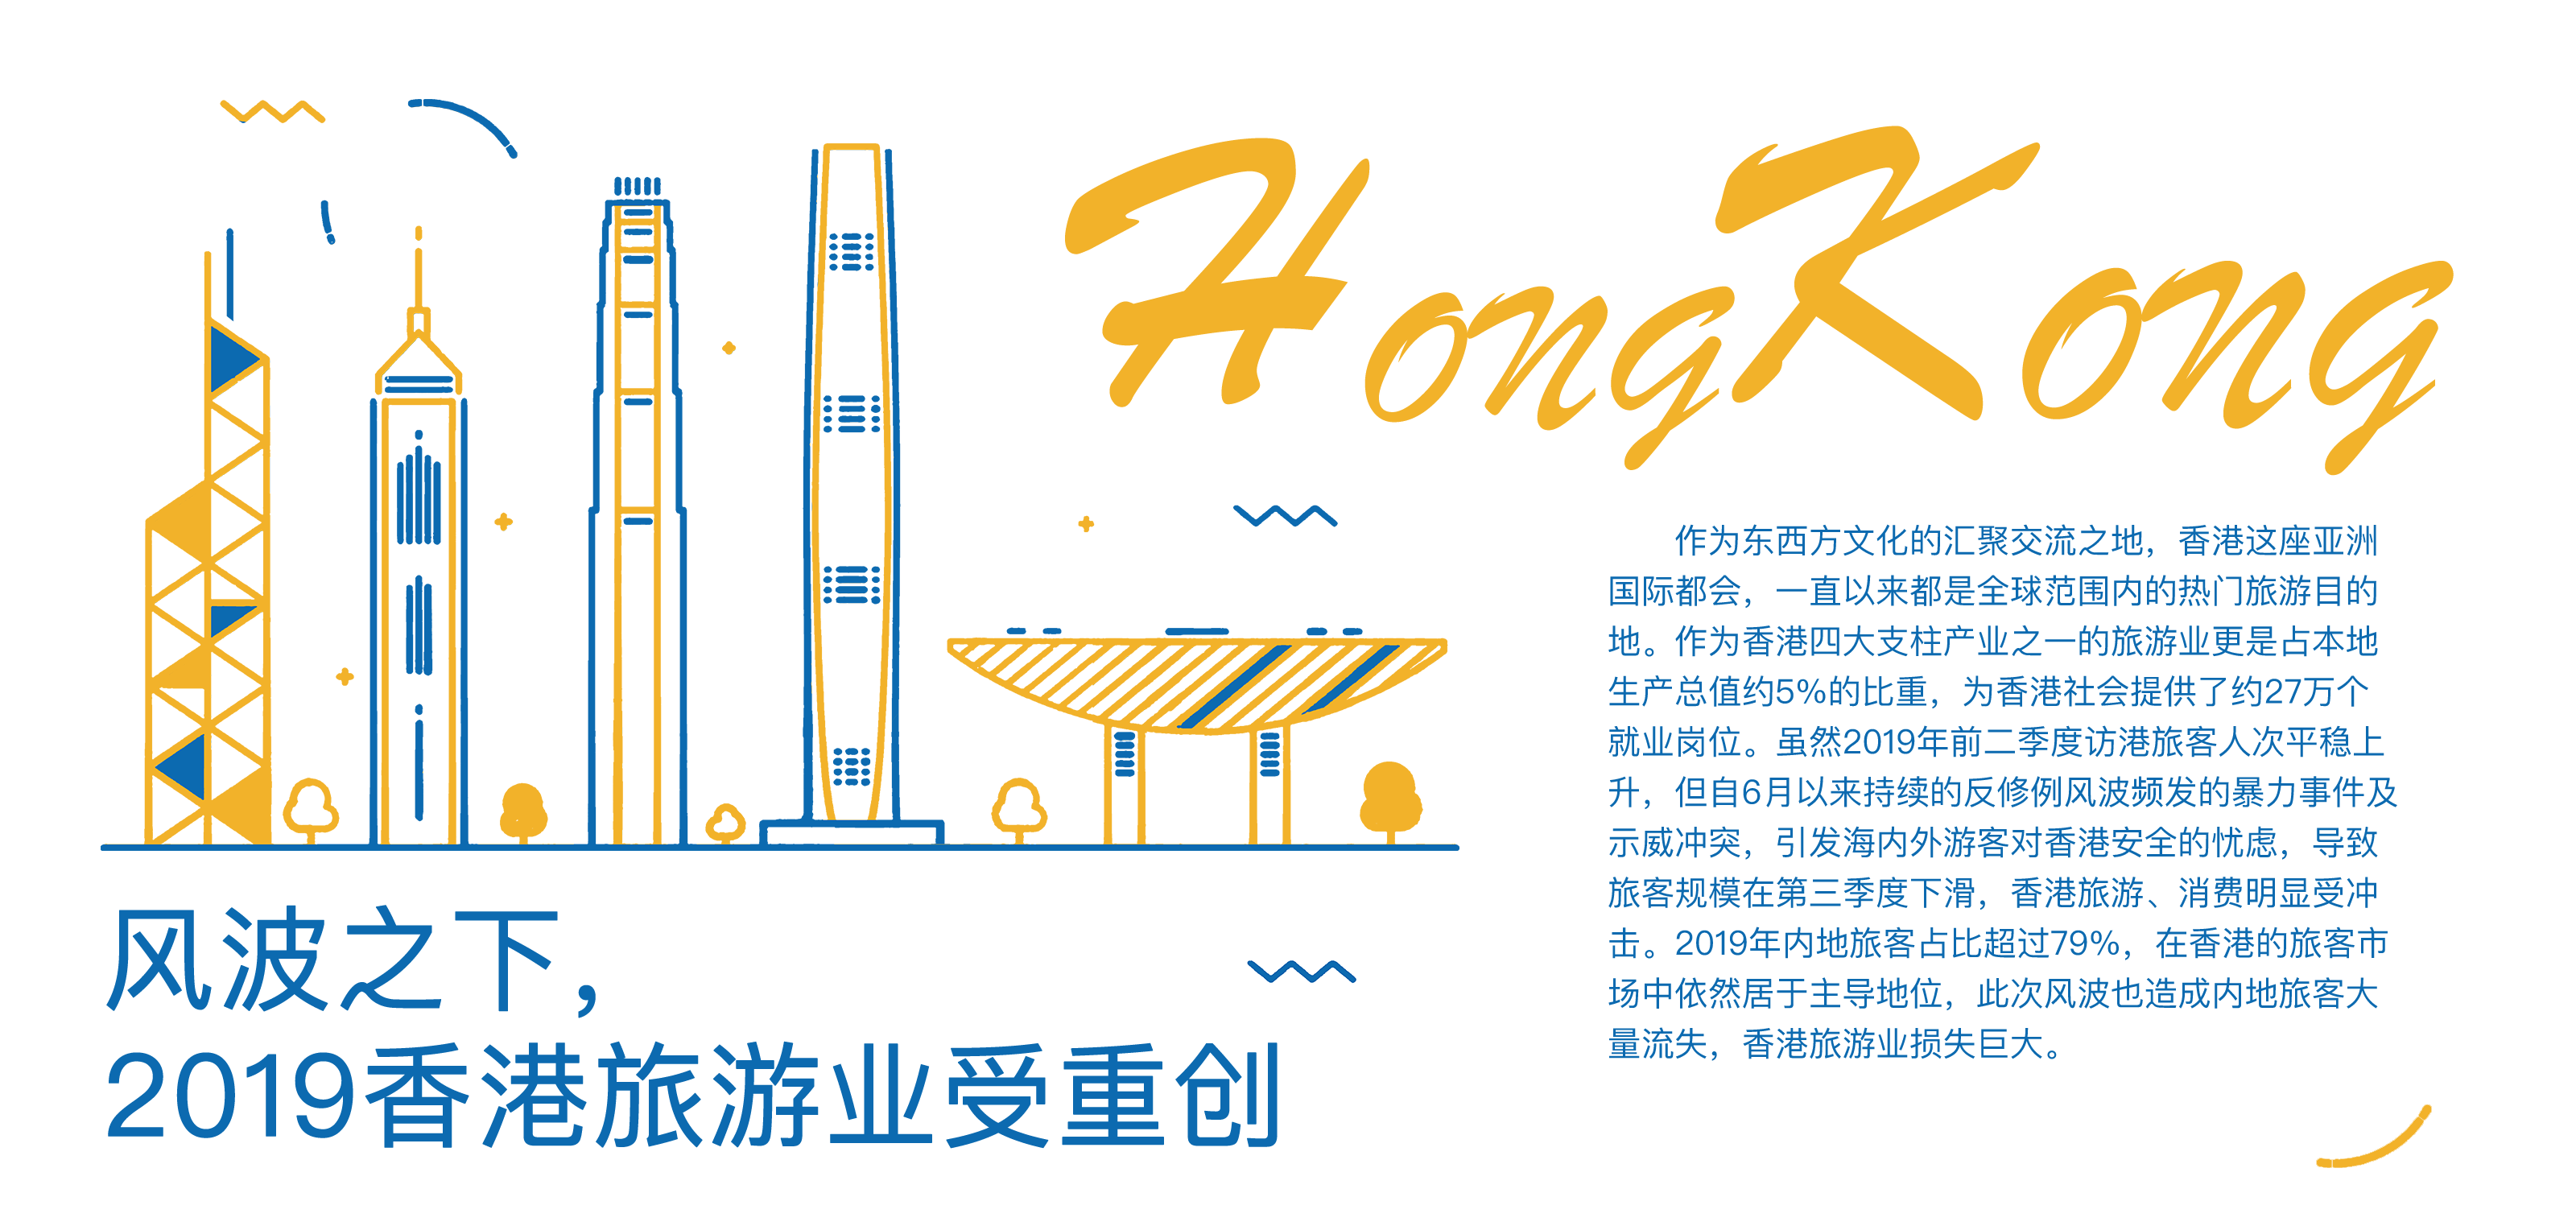 HongKong
作为东西方文化的汇聚交流之地，香港这座亚洲
国际都会，一直以来都是全球范围内的热门旅游目的
地。作为香港四大支柱产业之一的旅游业更是占本地
生产总值约5%的比重，为香港社会提供了约27万个
就业岗位。虽然2019年前二季度访港旅客人次平稳上
升，但自6月以来持续的反修例风波频发的暴力事件及
示威冲突，引发海内外游客对香港安全的忧虑，导致
旅客规模在第三季度下滑，香港旅游、消费明显受冲
击。2019年内地旅客占比超过79%，在香港的旅客市
场中依然居于主导地位，此次风波也造成内地旅客大
量流失，香港旅游业损失巨大。
风波之下，
2019香港旅游业受重创